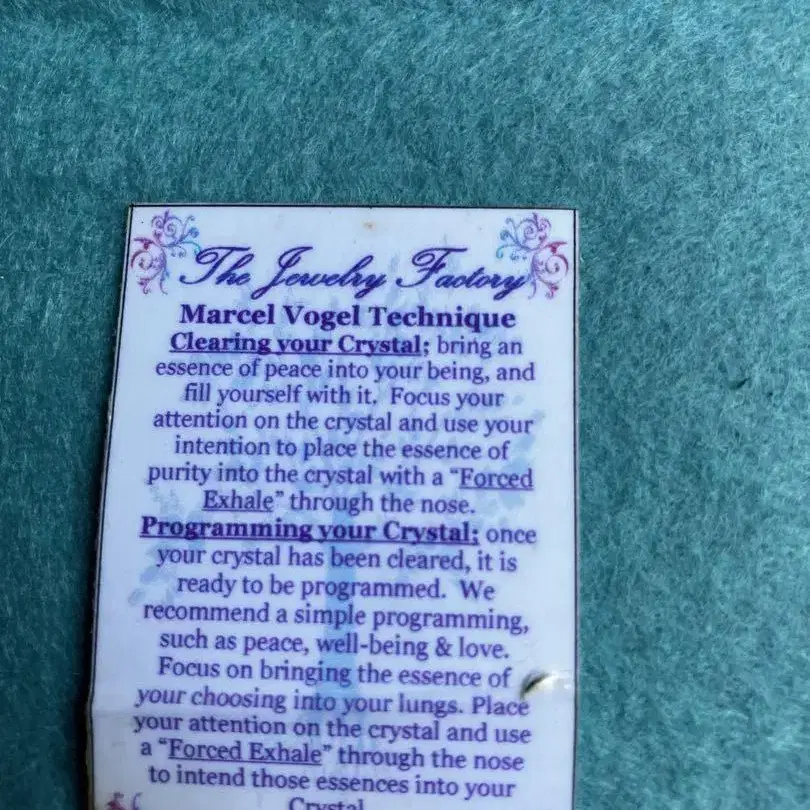 The Jewelry Factory
Marcel Vogel Technique
Clearing your Crystal; bring an
essence of peace into your being, and
fill yourself with it. Focus your
attention on the crystal and use your
intention to place the essence of
purity into the crystal with a “Forced
Exhale” through the nose.
Programming your Crystal; once
your crystal has been cleared, it is
ready to be programmed. We
recommend a simple programming,
such as peace, well-being & love.
Focus on bringing the essence of
your choosing into your lungs. Place
your attention on the crystal and use
a “Forced Exhale” through the nose
to intend those essences into your
Crystal